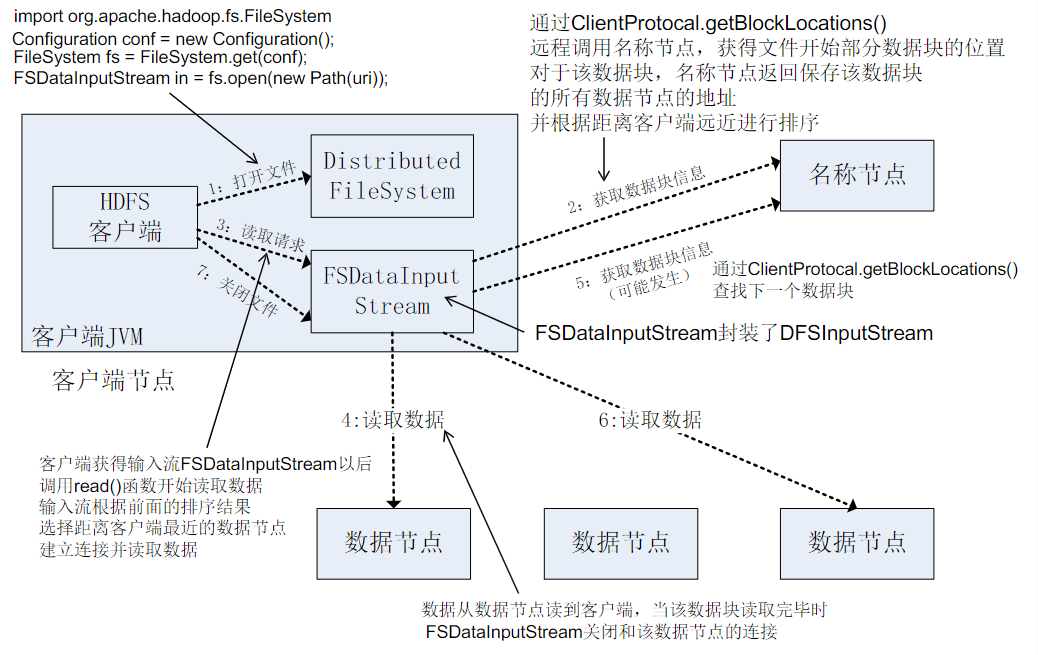 import org.apache.hadoop.fs.FileSystem
Configuration conf = new Configuration();
FileSystem fs = FileSystem.get(conf);
FSDataInputStream in = fs.open(new Path(uri));
通过ClientProtocal.getBlockLocations()
远程调用名称节点，获得文件开始部分数据块的位置
对于该数据块，名称节点返回保存该数据块
的所有数据节点的地址
并根据距离客户端远近进行排序
HDFS
客户端
1：打开文件
Distributed
FileSystem
2：获取数据块信息
名称节点
3：读取请求
FSDataInput
Stream
5：获取数据块信息
（可能发生）
通过ClientProtocal.getBlockLocations()
查找下一个数据块
7：关闭文件
FSDataInputStream封装了DFSInputStream
客户端JVM
客户端节点
4:读取数据
6:读取数据
客户端获得输入流FSDataInputStream以后
调用read()函数开始读取数据
输入流根据前面的排序结果
选择距离客户端最近的数据节点
建立连接并读取数据
数据节点
数据节点
数据节点
数据从数据节点读到客户端，当该数据块读取完毕时
FSDataInputStream关闭和该数据节点的连接